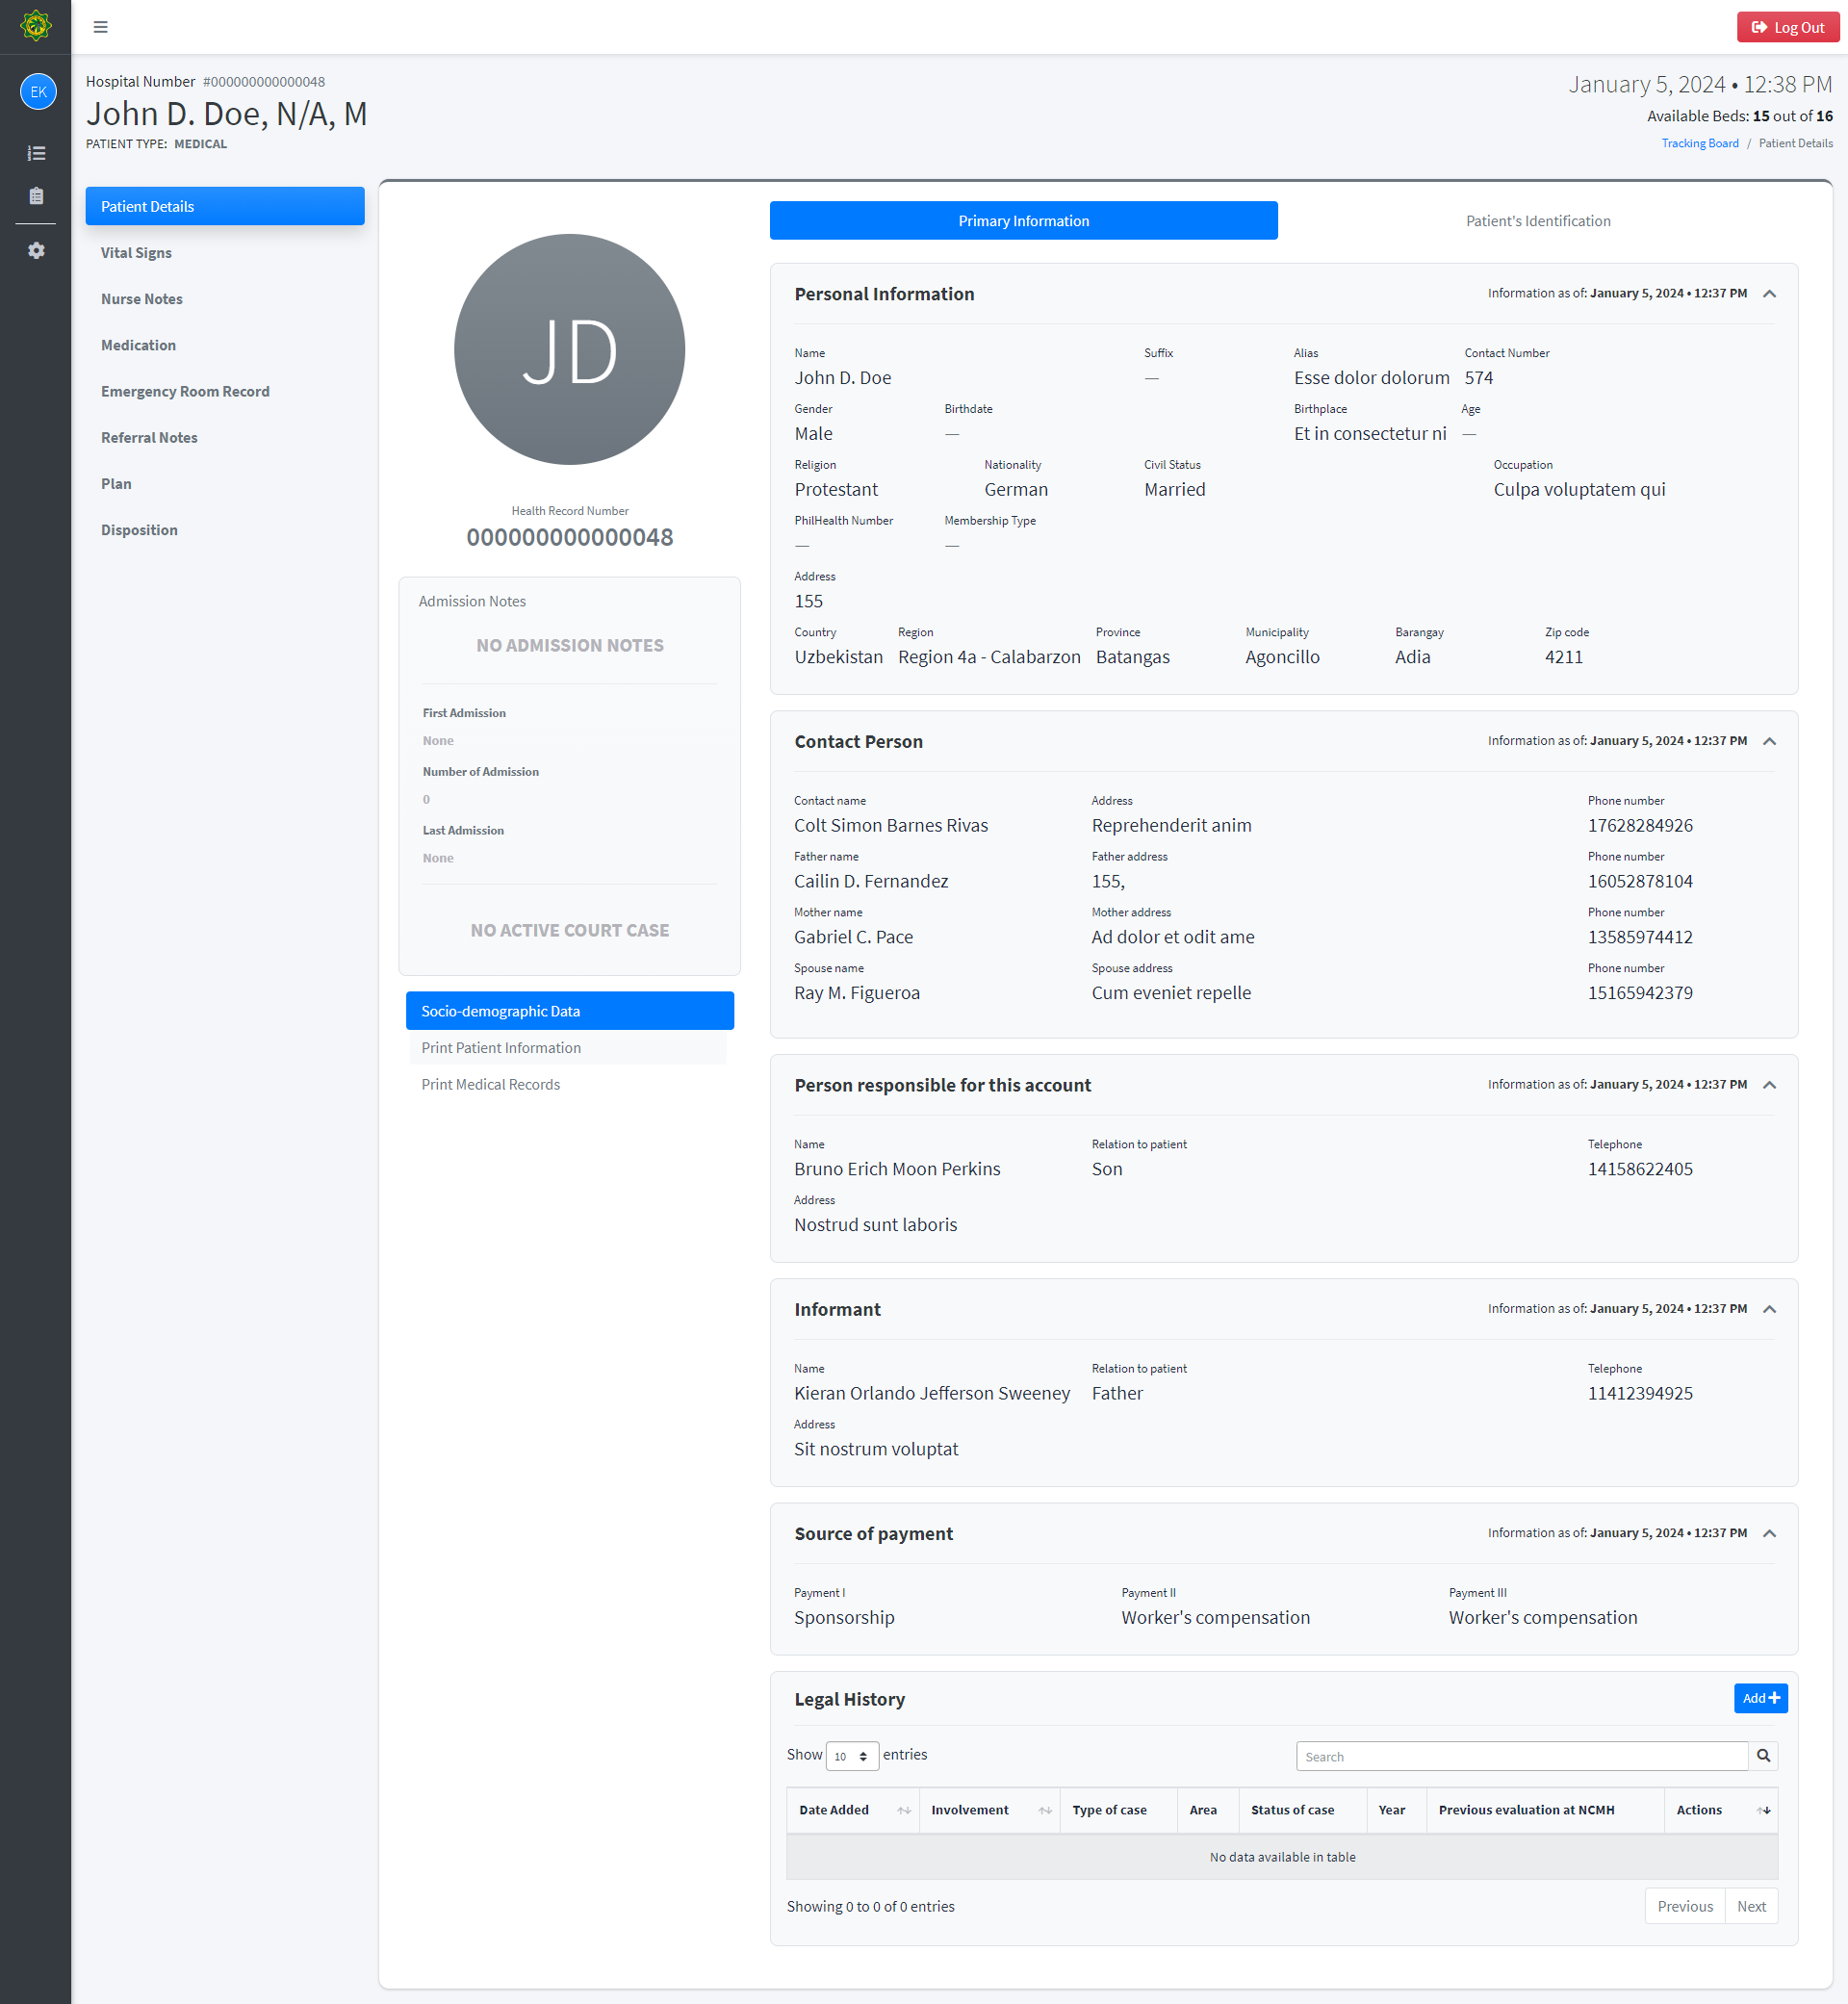 Log Out
EK
Hospital Number #000000000000048
John D. Doe, N/A, M
PATIENT TYPE: MEDICAL
January 5, 2024 • 12:38 PM
Available Beds: 15 out of 16
Tracking Board / Patient Details
Patient Details
Vital Signs
Nurse Notes
Medication
Emergency Room Record
Referral Notes
Plan
Disposition
JD
Health Record Number
000000000000048
Admission Notes
NO ADMISSION NOTES
First Admission
None
Number of Admission
0
Last Admission
None
NO ACTIVE COURT CASE
Socio-demographic Data
Print Patient Information
Print Medical Records
Primary Information Patient's Identification
Personal Information Information as of: January 5, 2024 • 12:37 PM
Name Suffix Alias Contact Number
John D. Doe — Esse dolor dolorum 574
Gender Birthdate Birthplace Age
Male — Et in consectetur ni —
Religion Nationality Civil Status Occupation
Protestant German Married Culpa voluptatem qui
PhilHealth Number Membership Type
— —
Address
155
Country Region Province Municipality Barangay Zip code
Uzbekistan Region 4a - Calabarzon Batangas Agoncillo Adia 4211
Contact Person Information as of: January 5, 2024 • 12:37 PM
Contact name Address Phone number
Colt Simon Barnes Rivas Reprehenderit anim 17628284926
Father name Father address Phone number
Cailin D. Fernandez 155, 16052878104
Mother name Mother address Phone number
Gabriel C. Pace Ad dolor et odit ame 13585974412
Spouse name Spouse address Phone number
Ray M. Figueroa Cum eveniet repelle 15165942379
Person responsible for this account Information as of: January 5, 2024 • 12:37 PM
Name Relation to patient Telephone
Bruno Erich Moon Perkins Son 14158622405
Address
Nostrud sunt laboris
Informant Information as of: January 5, 2024 • 12:37 PM
Name Relation to patient Telephone
Kieran Orlando Jefferson Sweeney Father 11412394925
Address
Sit nostrum voluptat
Source of payment Information as of: January 5, 2024 • 12:37 PM
Payment I Payment II Payment III
Sponsorship Worker's compensation Worker's compensation
Legal History Add
Show 10 entries Search
Date Added Involvement Type of case Area Status of case Year Previous evaluation at NCMH Actions
No data available in table
Showing 0 to 0 of 0 entries Previous Next